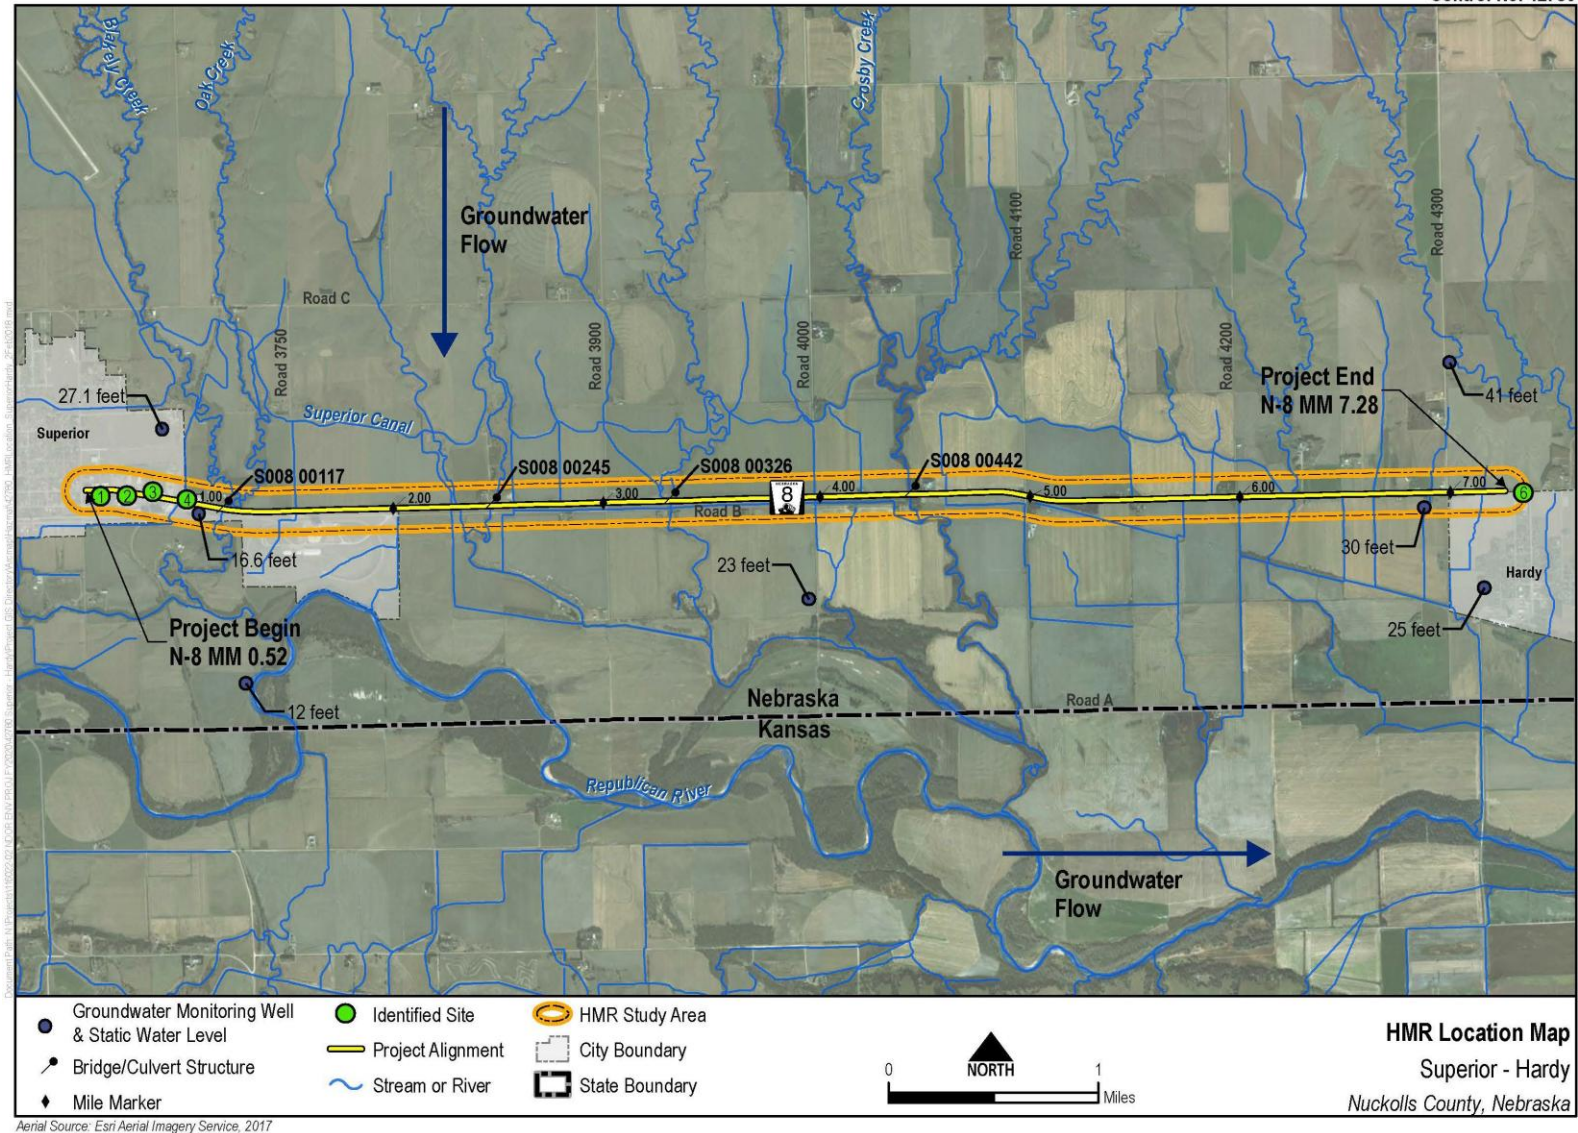 Blakely Creek
Oak Creek
Crosby Creek
Groundwater
Flow
Road 4100
Road 4300
Road C
Road 3750
Road 3900
Road 4000
Road 4200
Project End
N-8 MM 7.28
27.1 feet
41 feet
Superior Canal
Superior
S008 00117
S008 00245
S008 00326
S008 00442
1
2
3
4
1.00
2.00
3.00
8
4.00
5.00
6.00
7.00
6
Road B
16.6 feet
23 feet
30 feet
Hardy
25 feet
Project Begin
N-8 MM 0.52
12 feet
Nebraska
Kansas
Road A
Republican River
Groundwater
Flow
Groundwater Monitoring Well
& Static Water Level
Bridge/Culvert Structure
Mile Marker
Identified Site
Project Alignment
Stream or River
HMR Study Area
City Boundary
State Boundary
0
NORTH
1
Miles
HMR Location Map
Superior - Hardy
Nuckolls County, Nebraska
Aerial Source: Esri Aerial Imagery Service, 2017